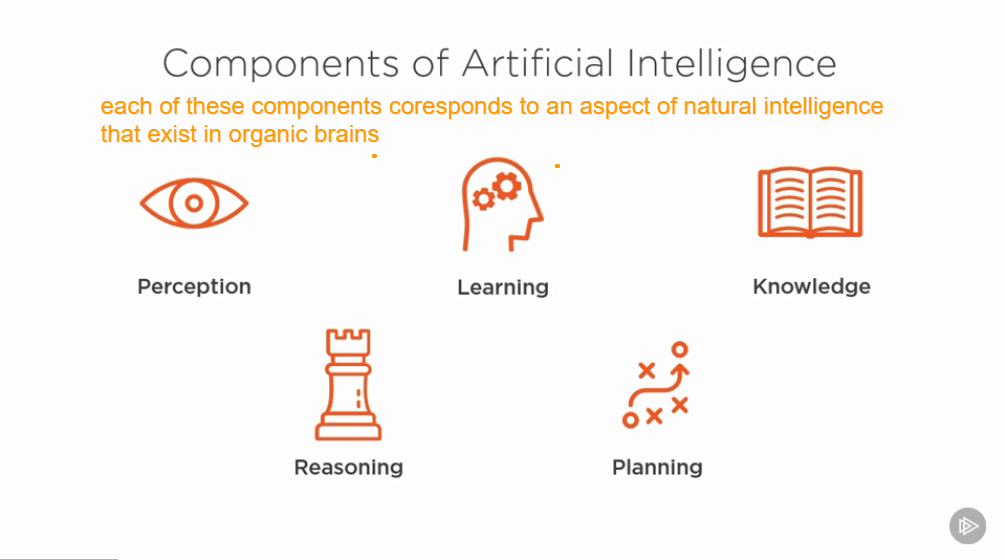 Components of Artificial Intelligence
each of these components coresponds to an aspect of natural intelligence
that exist in organic brains
Perception
Learning
Knowledge
Reasoning
Planning